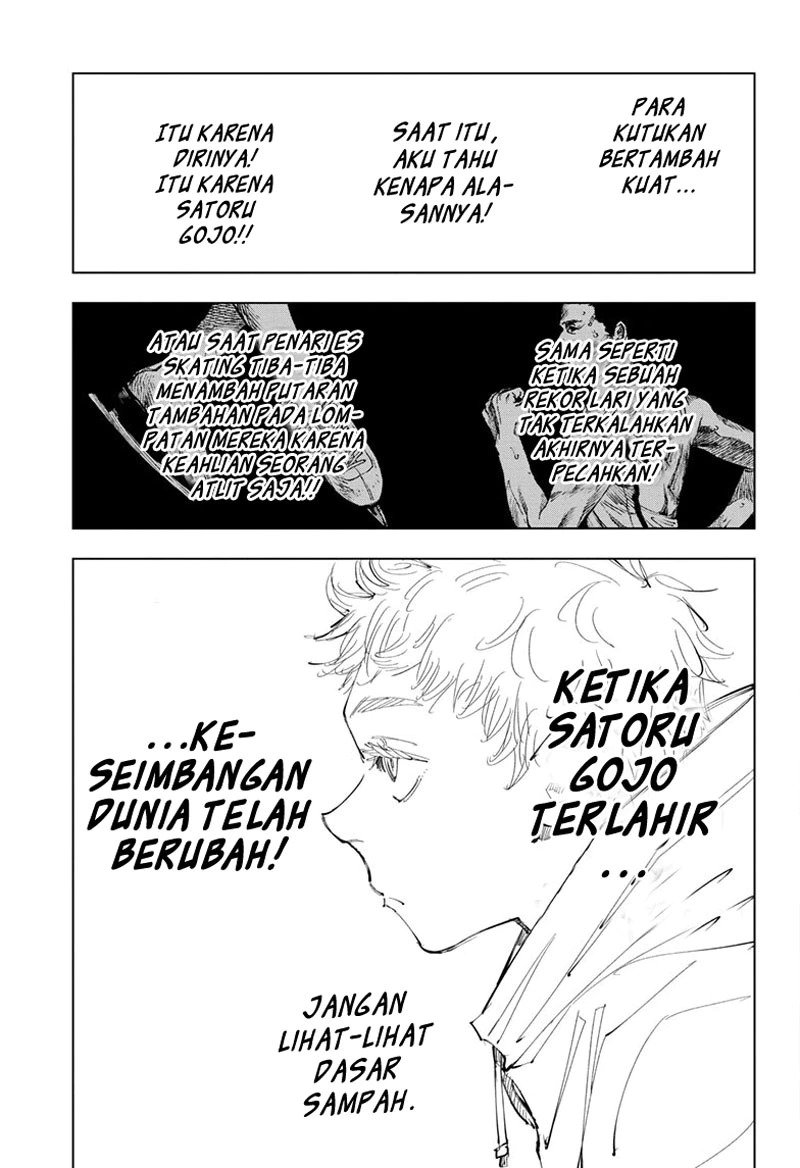 PARA
KUTUKAN
BERTAMBAH
KUAT...
SAAT ITU,
AKU TAHU
KENAPA ALA-
SANNYA!
ITU KARENA
DIRINYA!
ITU KARENA
SATORU
GOJO!!
SAMA SEPERTI
KETIKA SEBUAH
REKOR LARI YANG
TAK TERKALAHKAN
AKHIRNYA TER-
PECAHKAN!
ATAU SAAT PENARI ES
SKATING TIBA-TIBA
MENAMBAH PUTARAN
TAMBAHAN PADA LOM-
PATAN MEREKA KARENA
KEAHLIAN SEORANG
ATLIT SAJA!!
KETIKA
SATORU
GOJO
TERLAHIR
...
...KE-
SEIMBANGAN
DUNIA TELAH
BERUBAH!
JANGAN
LIHAT-LIHAT
DASAR
SAMPAH.